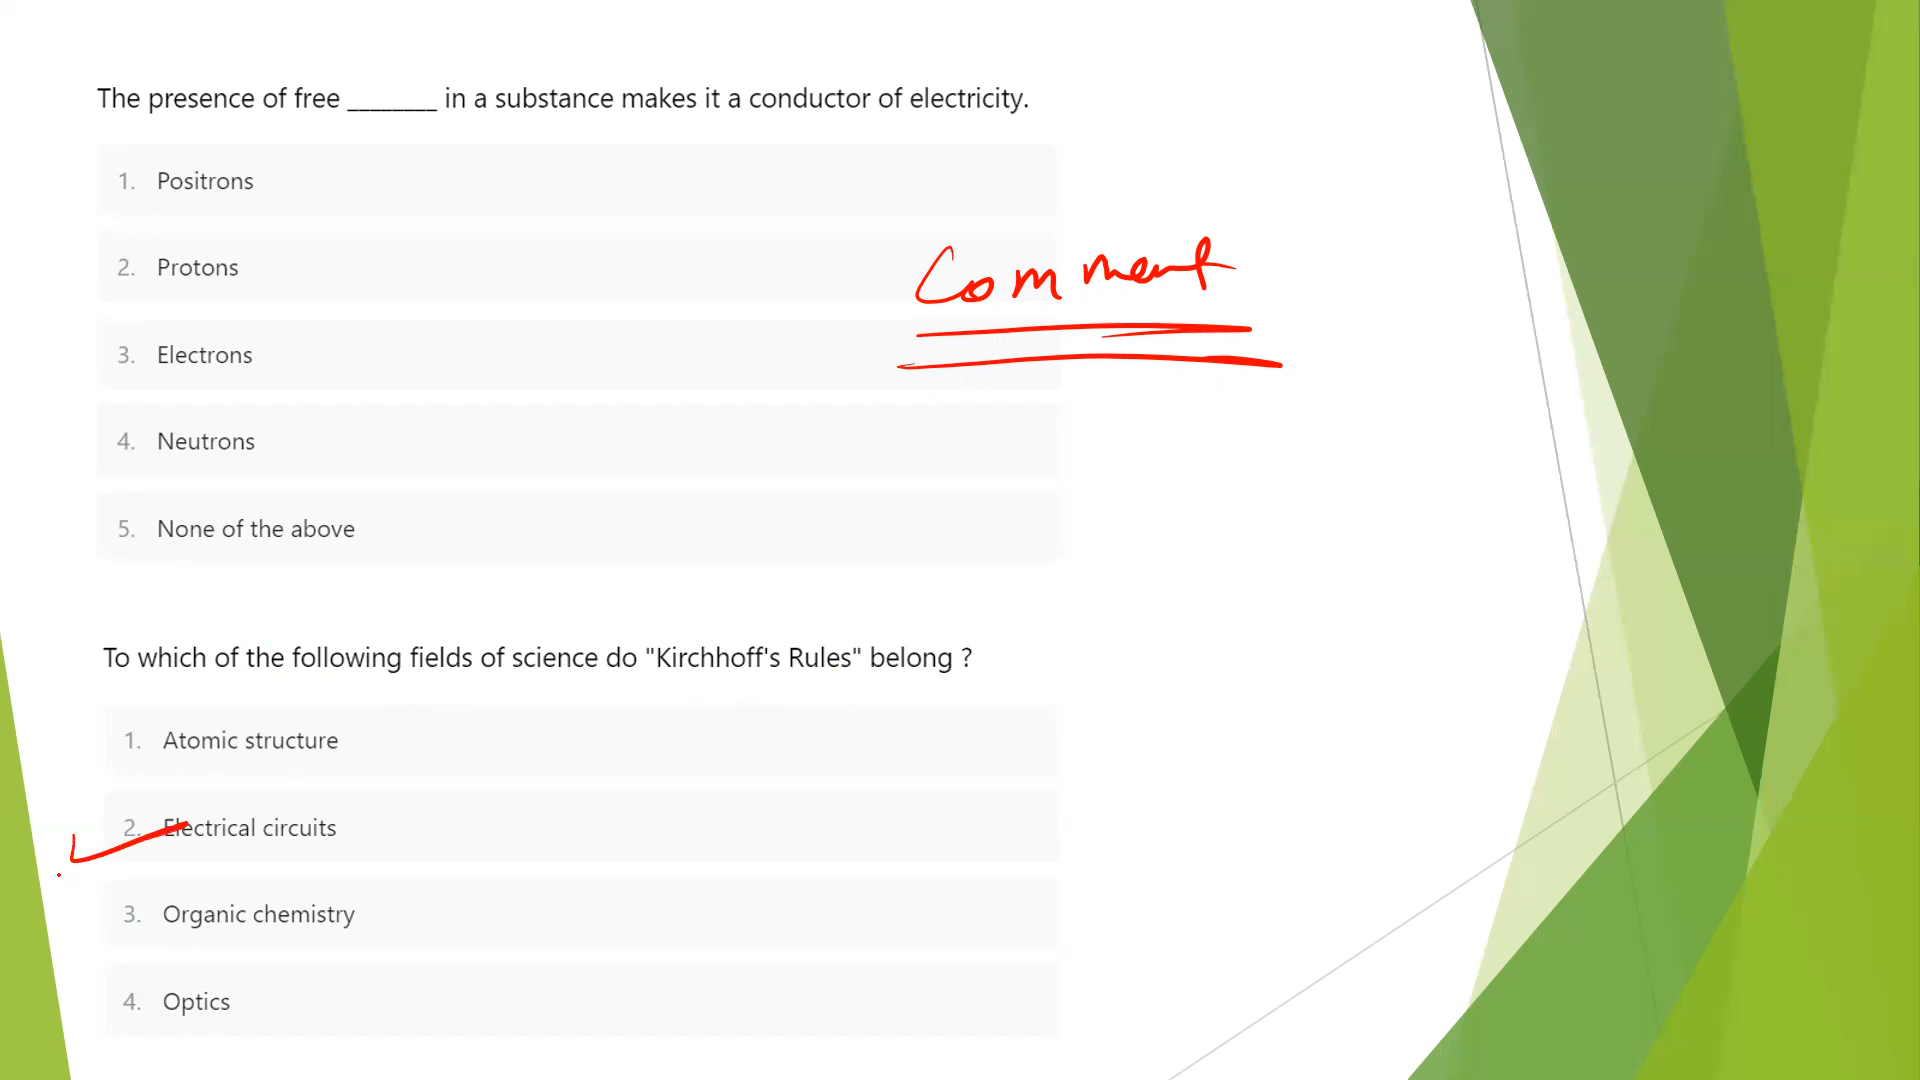 The presence of free ________ in a substance makes it a conductor of electricity.
1. Positrons
2. Protons
Comment
3. Electrons
4. Neutrons
5. None of the above
To which of the following fields of science do "Kirchhoff's Rules" belong ?
1. Atomic structure
2. Electrical circuits
3. Organic chemistry
4. Optics